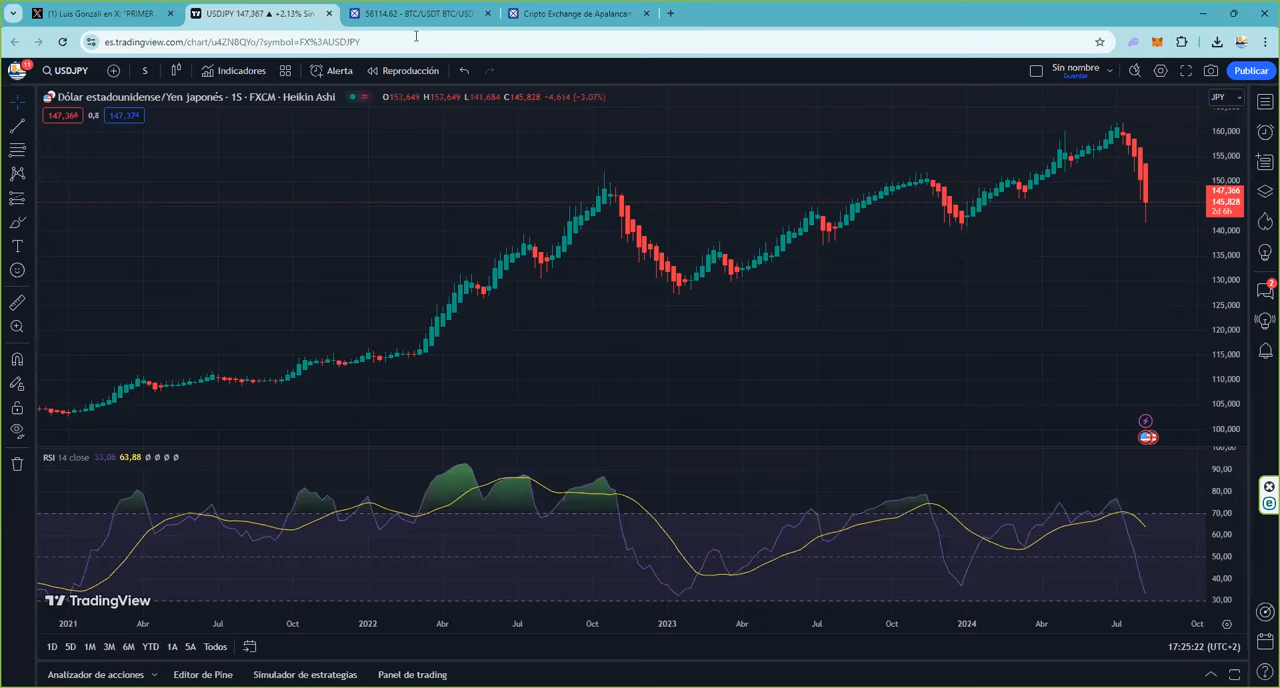 (1) Luis Gonzali en X: "PRIMER
USDJPY 147,367 ▲ +2.13% Sin
56114.62 - BTC/USDT BTC/USD
Cripto Exchange de Apalancam
es.tradingview.com/chart/u4ZN8QYo/?symbol=FX%3AUSDJPY
11
USDJPY
S
Indicadores
Alerta
Reproducción
Sin nombre
Guardar
Publicar
Dólar estadounidense/Yen japonés · 1S · FXCM · Heikin Ashi
O153,649 H153,649 L141,684 C145,828 −4,614 (−3,07%)
JPY
147,366
0,8
147,374
160,000
155,000
150,000
147,366
145,828
2d 6h
140,000
135,000
130,000
125,000
120,000
115,000
110,000
105,000
100,000
2
RSI 14 close 33,06 63,88 Ø Ø Ø Ø
100,00
90,00
80,00
70,00
60,00
50,00
40,00
30,00
TradingView
2021 Abr Jul Oct 2022 Abr Jul Oct 2023 Abr Jul Oct 2024 Abr Jul Oct
1D 5D 1M 3M 6M YTD 1A 5A Todos
17:25:22 (UTC+2)
Analizador de acciones
Editor de Pine
Simulador de estrategias
Panel de trading